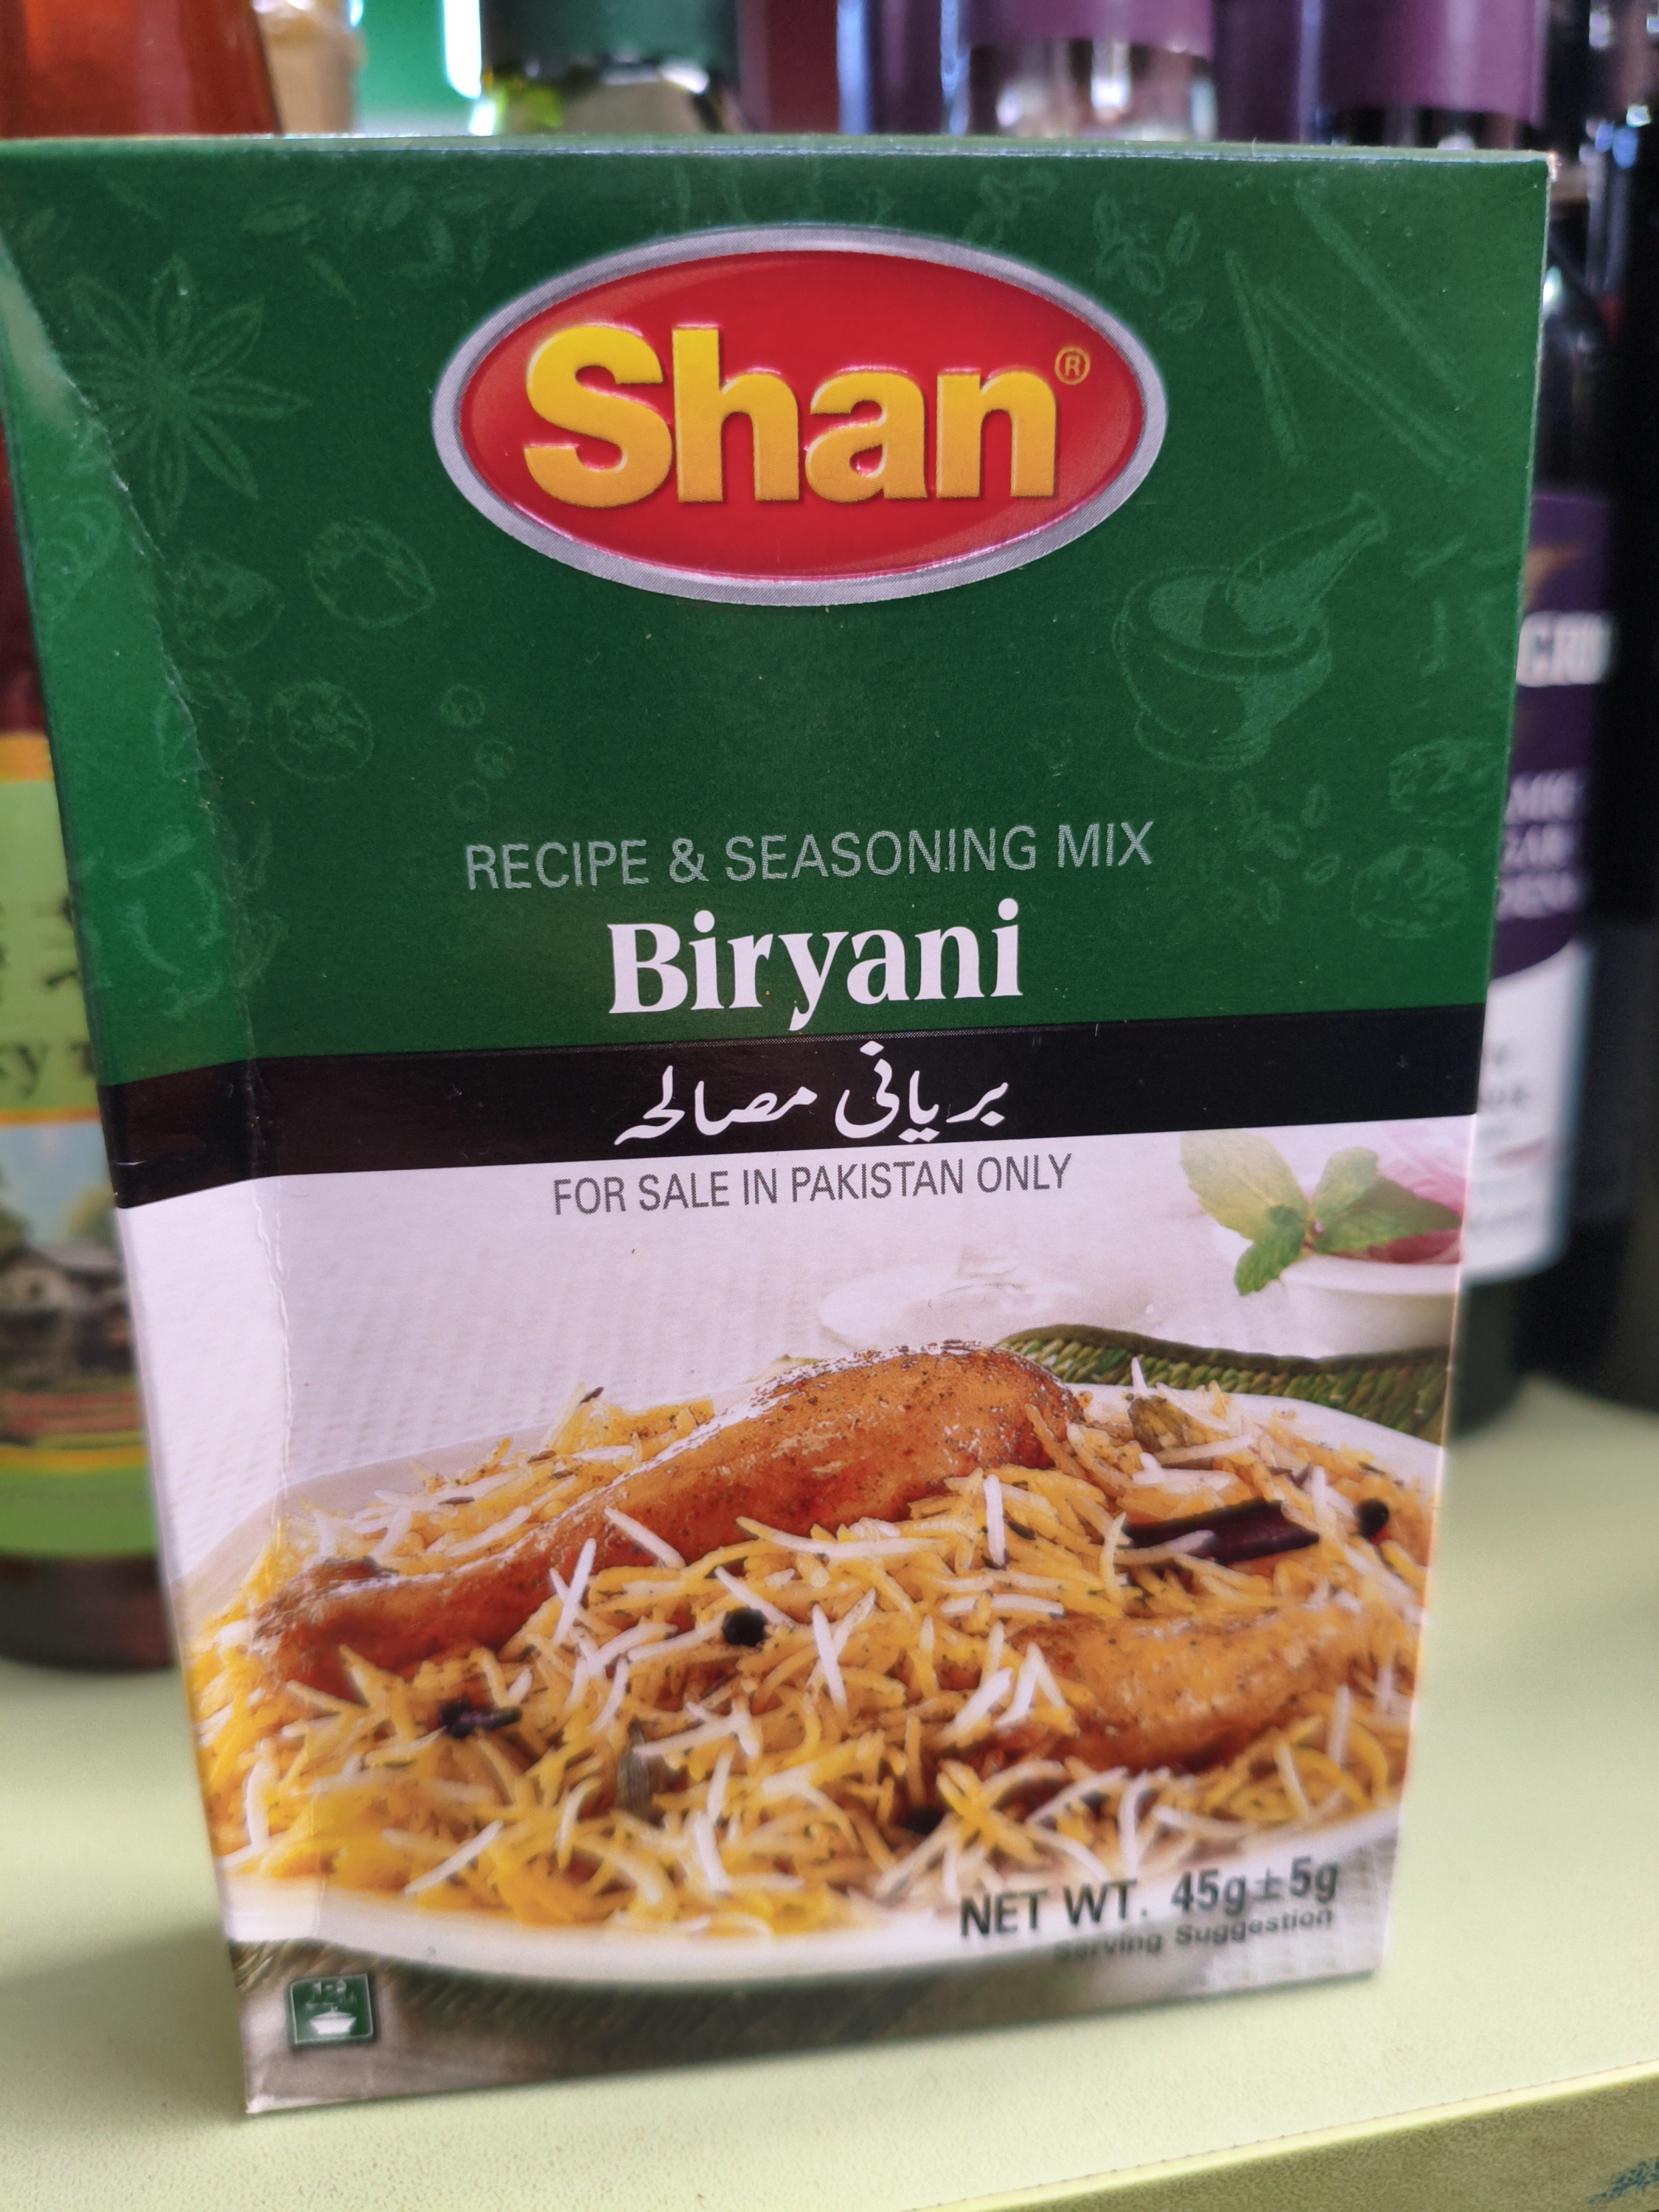 Shan®
RECIPE & SEASONING MIX
Biryani
بریانی مصالحہ
FOR SALE IN PAKISTAN ONLY
NET WT. 45g±5g
Serving Suggestion